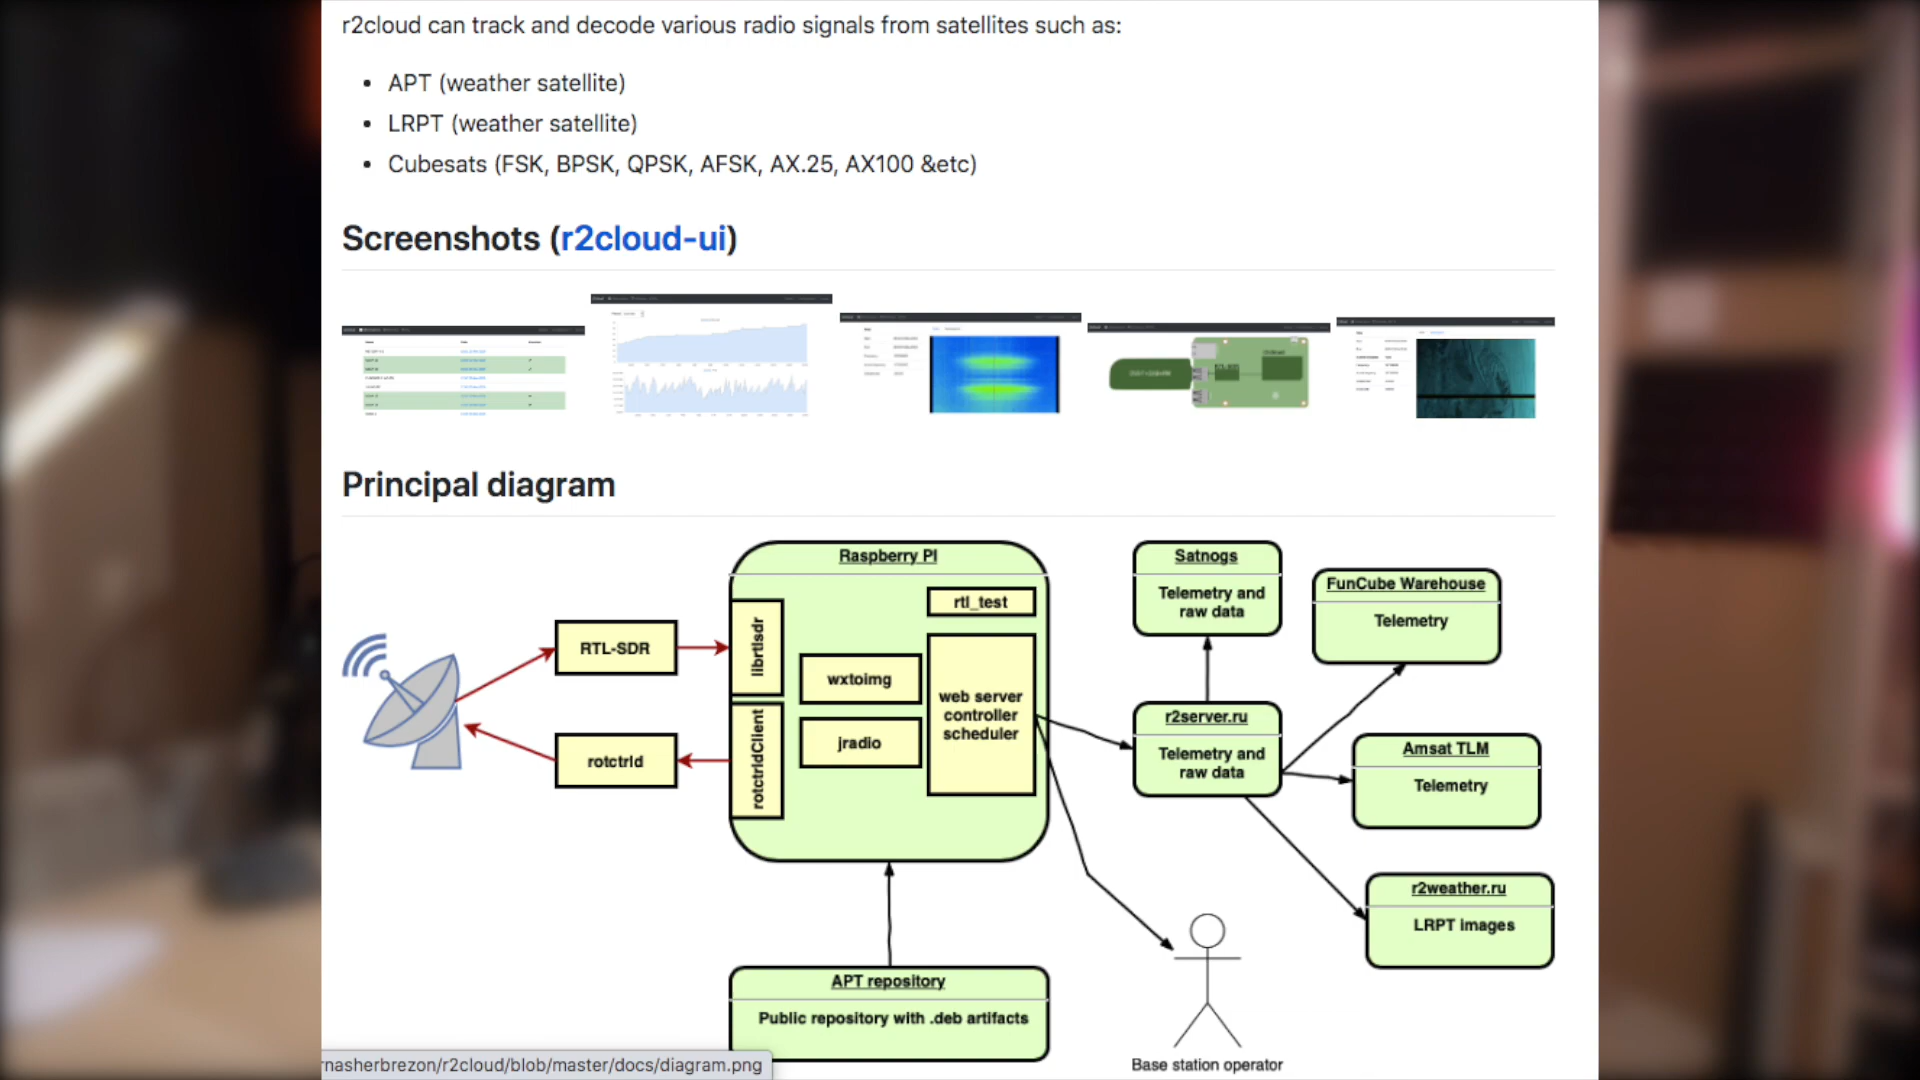 r2cloud can track and decode various radio signals from satellites such as:
• APT (weather satellite)
• LRPT (weather satellite)
• Cubesats (FSK, BPSK, QPSK, AFSK, AX.25, AX100 &etc)
Screenshots (r2cloud-ui)
Principal diagram
Raspberry PI
rtl_test
librtlsdr
wxtoimg
jradio
rotctrldClient
web server
controller
scheduler
RTL-SDR
rotctrld
Satnogs
Telemetry and
raw data
FunCube Warehouse
Telemetry
r2server.ru
Telemetry and
raw data
Amsat TLM
Telemetry
r2weather.ru
LRPT images
APT repository
Public repository with .deb artifacts
Base station operator
rnasherbrezon/r2cloud/blob/master/docs/diagram.png